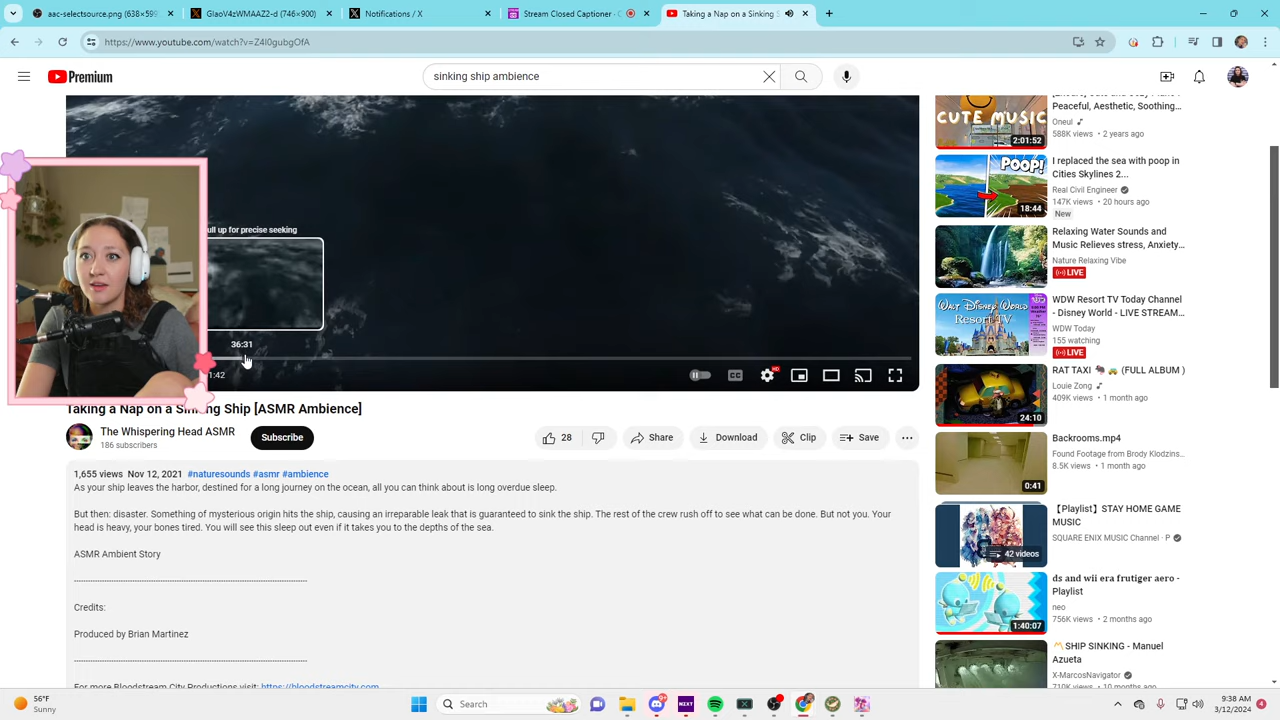 aac-protoscreen (638×599)
GlaoV4vWMAAZ2-d (746×900)
Notifications / X
Stream Closed Captioner - C
Taking a Nap on a Sinking S
https://www.youtube.com/watch?v=Z4I0gubgOfA
Premium
sinking ship ambience
ull up for precise seeking
36:31
1:42
CC
HD
Taking a Nap on a Sinking Ship [ASMR Ambience]
The Whispering Head ASMR
186 subscribers
Subscribe
28
Share
Download
Clip
Save
1,655 views Nov 12, 2021 #naturesounds #asmr #ambience
As your ship leaves the harbor, destined for a long journey on the ocean, all you can think about is long overdue sleep.
But then: disaster. Something of mysterious origin hits the ship, causing an irreparable leak that is guaranteed to sink the ship. The rest of the crew rush off to see what can be done. But not you. Your
head is heavy, your bones tired. You will see this sleep out even if it takes you to the depths of the sea.
ASMR Ambient Story
Credits:
Produced by Brian Martinez
For more Bloodstream City Productions visit: https://bloodstreamcity.com
Peaceful, Aesthetic, Soothing...
Oneul
588K views • 2 years ago
CUTE MUSIC
2:01:52
I replaced the sea with poop in
Cities Skylines 2...
Real Civil Engineer
147K views • 20 hours ago
New
POOP!
18:44
Relaxing Water Sounds and
Music Relieves stress, Anxiety...
Nature Relaxing Vibe
LIVE
WDW Resort TV Today Channel
- Disney World - LIVE STREAM...
WDW Today
155 watching
LIVE
WALT DISNEY WORLD
Resort TV
RAT TAXI 🐀 🚕 (FULL ALBUM )
Louie Zong
409K views • 1 month ago
24:10
Backrooms.mp4
Found Footage from Brody Klodzins...
8.5K views • 1 month ago
0:41
【Playlist】STAY HOME GAME
MUSIC
SQUARE ENIX MUSIC Channel · P
42 videos
ds and wii era frutiger aero -
Playlist
neo
756K views • 2 months ago
1:40:07
SHIP SINKING - Manuel
Azueta
X-MarcosNavigator
710K views • 10 months ago
56°F
Sunny
Search
NEXT
9:38 AM
3/12/2024